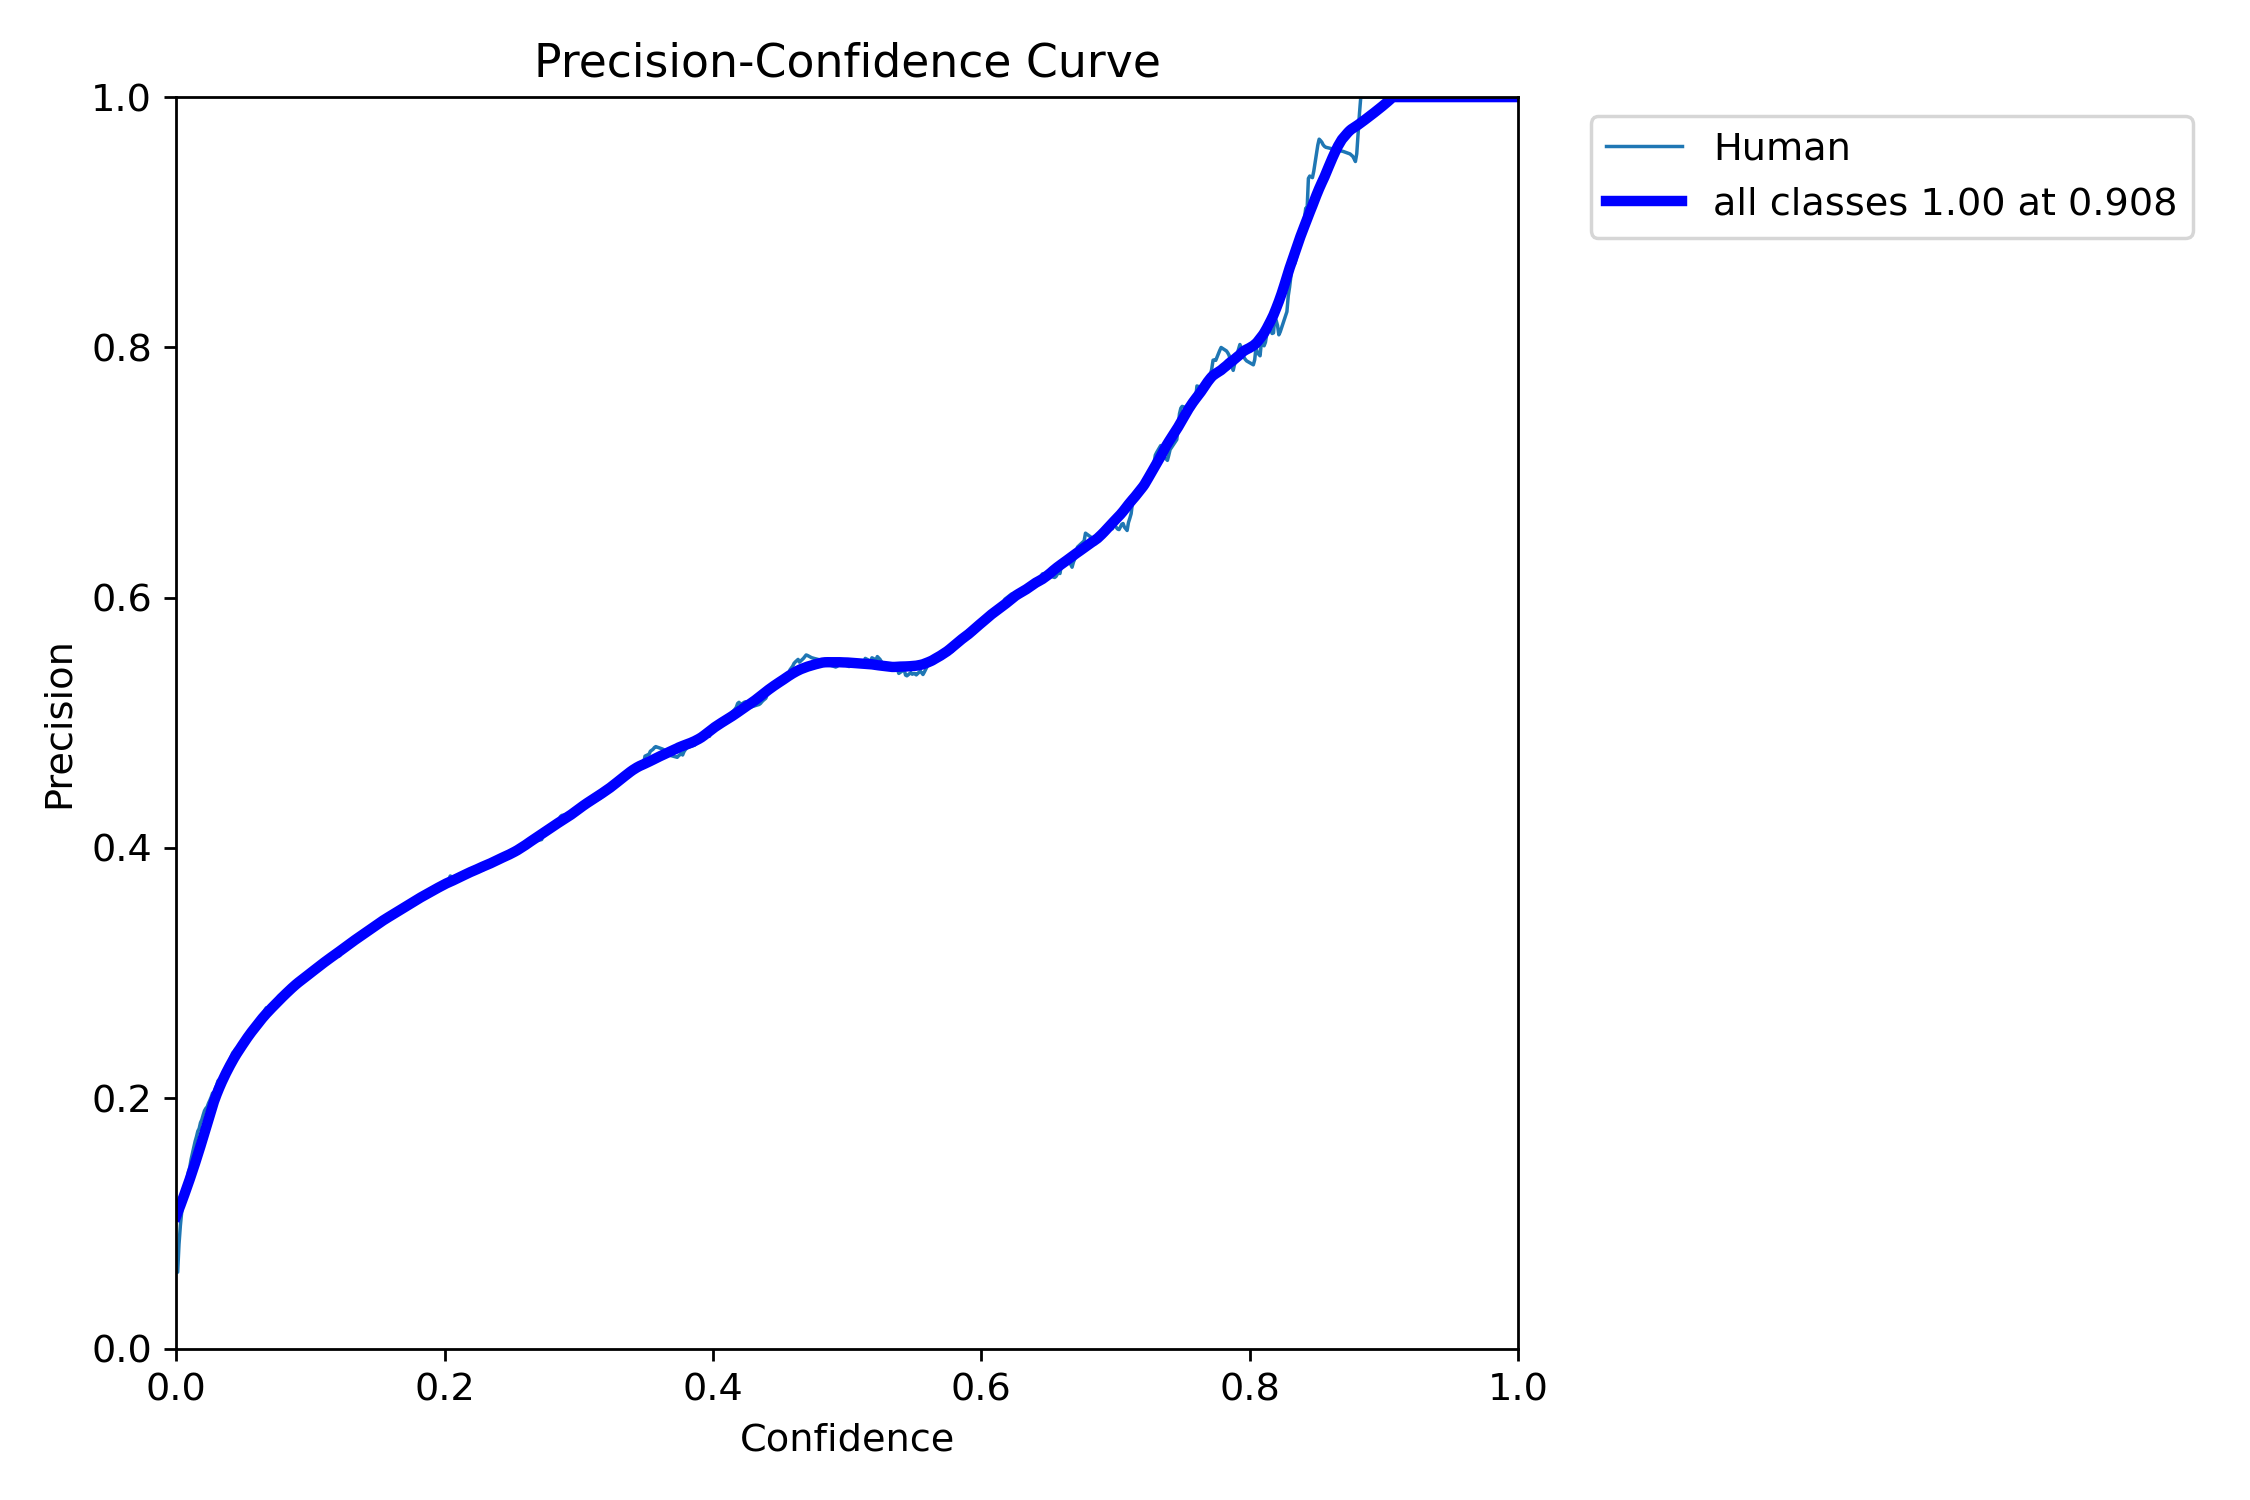 Precision-Confidence Curve
1.0
0.8
0.6
0.4
0.2
0.0
Precision
0.0 0.2 0.4 0.6 0.8 1.0
Confidence
Human
all classes 1.00 at 0.908